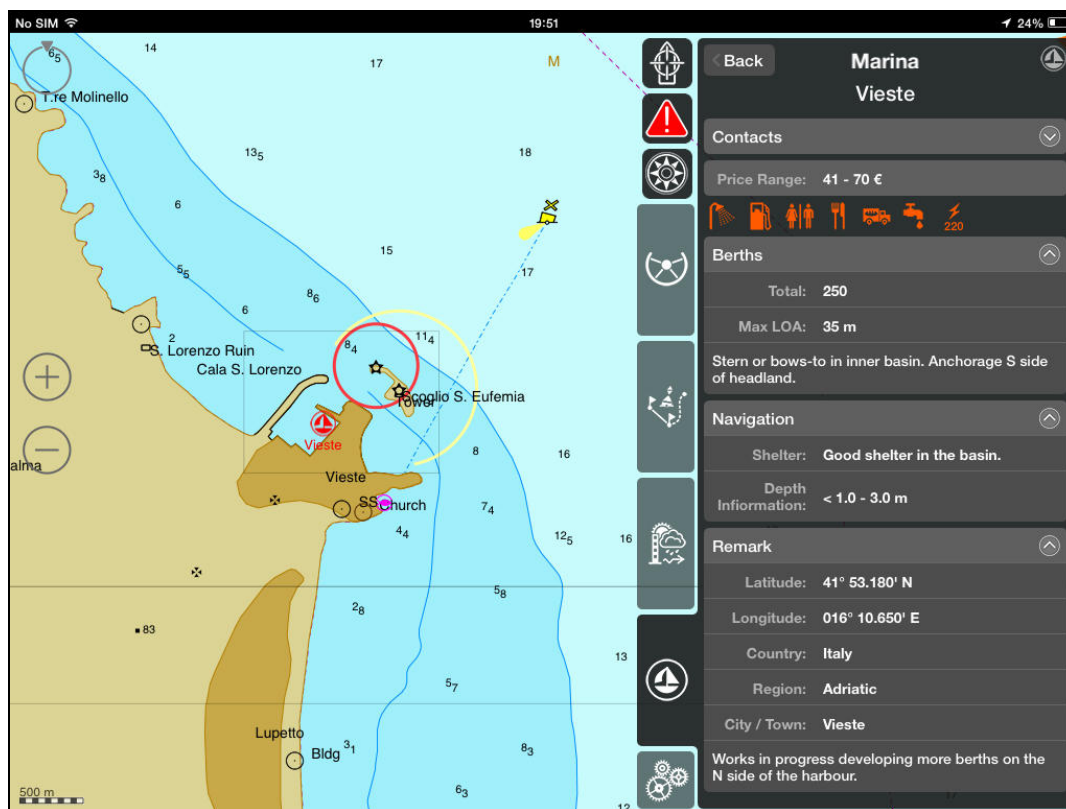 No SIM
19:51
24%
6₅
14
17
M
T.re Molinello
13₅
18
3₈
6
15
17
5₅
8₆
6
2
8₄
11₄
S. Lorenzo Ruin
Cala S. Lorenzo
Scoglio S. Eufemia
Tower
Vieste
8
16
alma
Vieste
SS
Church
7₄
4₄
12₅
16
5₈
2₈
83
13
5₇
Lupetto
Bldg
3₁
8₃
6₃
12
17
500 m
Back
Marina
Vieste
Contacts
Price Range: 41 - 70 €
220
Berths
Total: 250
Max LOA: 35 m
Stern or bows-to in inner basin. Anchorage S side
of headland.
Navigation
Shelter: Good shelter in the basin.
Depth
Infiormation: < 1.0 - 3.0 m
Remark
Latitude: 41° 53.180' N
Longitude: 016° 10.650' E
Country: Italy
Region: Adriatic
City / Town: Vieste
Works in progress developing more berths on the
N side of the harbour.